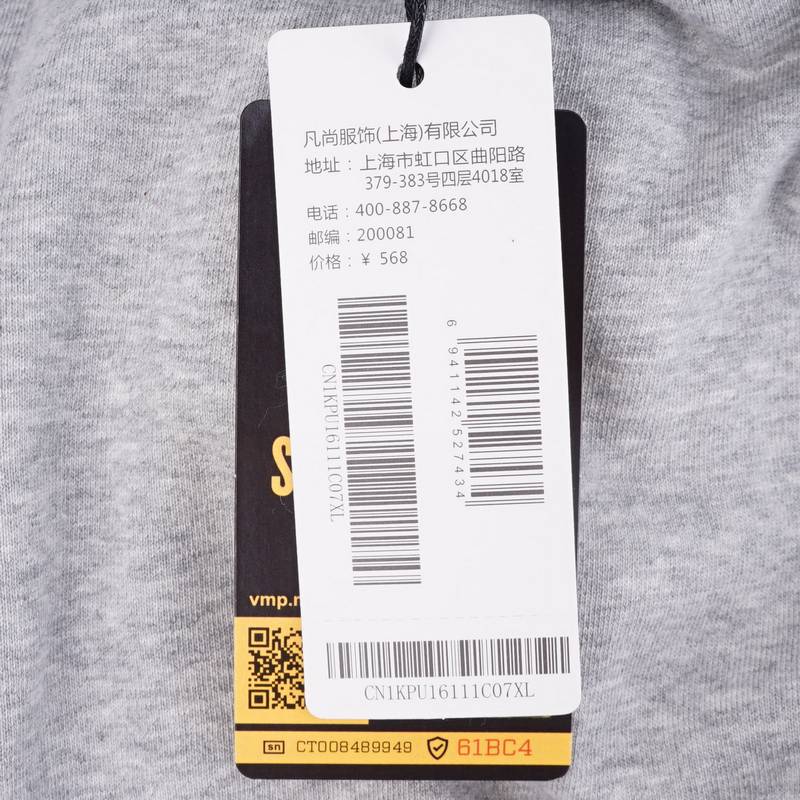 凡尚服饰(上海)有限公司
地址：上海市虹口区曲阳路
379-383号四层4018室
电话：400-887-8668
邮编：200081
价格：¥ 568
CN1KPU16111C07XL
6 941142 527434
S
vmp.r
CN1KPU16111C07XL
sn CT008489949 61BC4